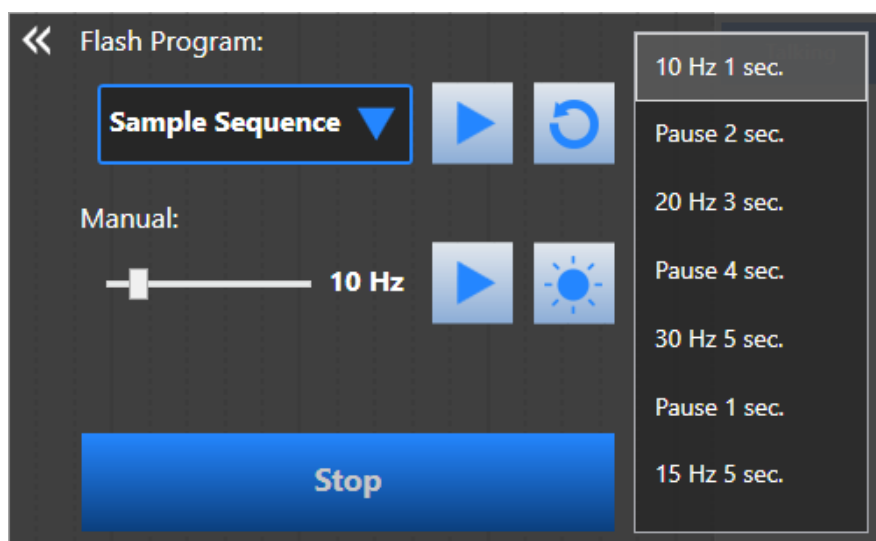 Flash Program:
Sample Sequence
Manual:
10 Hz
Stop
10 Hz 1 sec.
Pause 2 sec.
20 Hz 3 sec.
Pause 4 sec.
30 Hz 5 sec.
Pause 1 sec.
15 Hz 5 sec.